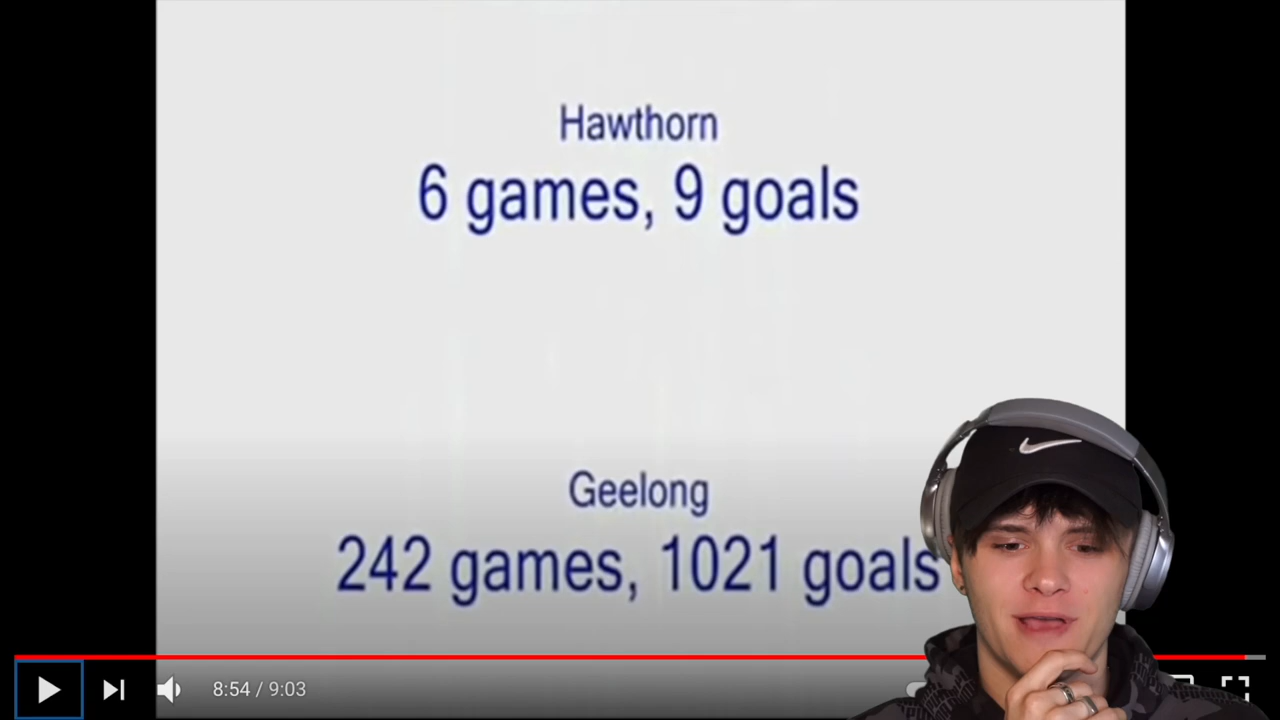 Hawthorn
6 games, 9 goals
Geelong
242 games, 1021 goals
8:54 / 9:03